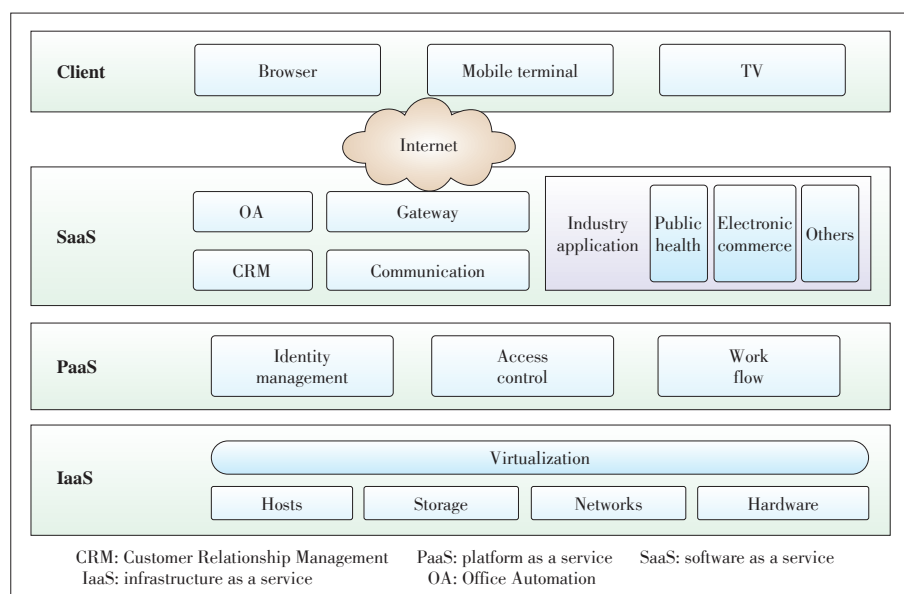 Client
Browser
Mobile terminal
TV
Internet
SaaS
OA
Gateway
CRM
Communication
Industry
application
Public
health
Electronic
commerce
Others
PaaS
Identity
management
Access
control
Work
flow
IaaS
Virtualization
Hosts
Storage
Networks
Hardware
CRM: Customer Relationship Management PaaS: platform as a service SaaS: software as a service
IaaS: infrastructure as a service OA: Office Automation